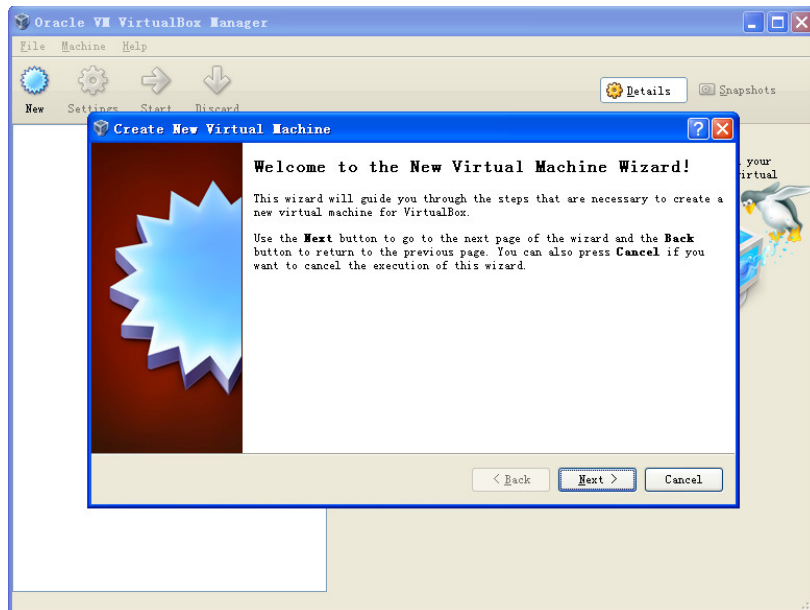 Oracle VM VirtualBox Manager
File Machine Help
New Settings Start Discard
Details Snapshots
Create New Virtual Machine
your
Welcome to the New Virtual Machine Wizard!
virtual
This wizard will guide you through the steps that are necessary to create a
new virtual machine for VirtualBox.
Use the Next button to go to the next page of the wizard and the Back
button to return to the previous page. You can also press Cancel if you
want to cancel the execution of this wizard.
< Back Next > Cancel